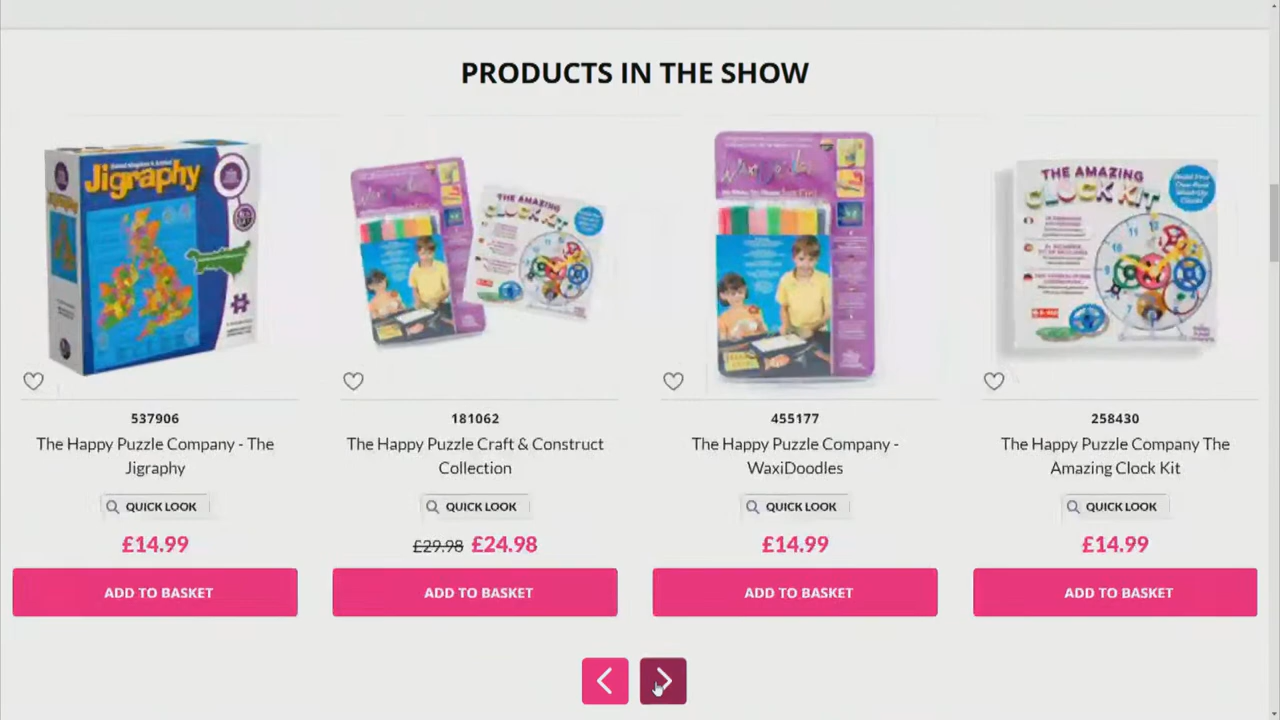 PRODUCTS IN THE SHOW
Jigraphy
THE AMAZING
CLOCK KIT
WaxiDoodles
THE AMAZING
CLOCK KIT
537906
The Happy Puzzle Company - The
Jigraphy
QUICK LOOK
£14.99
ADD TO BASKET
181062
The Happy Puzzle Craft & Construct
Collection
QUICK LOOK
£29.98 £24.98
ADD TO BASKET
455177
The Happy Puzzle Company -
WaxiDoodles
QUICK LOOK
£14.99
ADD TO BASKET
258430
The Happy Puzzle Company The
Amazing Clock Kit
QUICK LOOK
£14.99
ADD TO BASKET